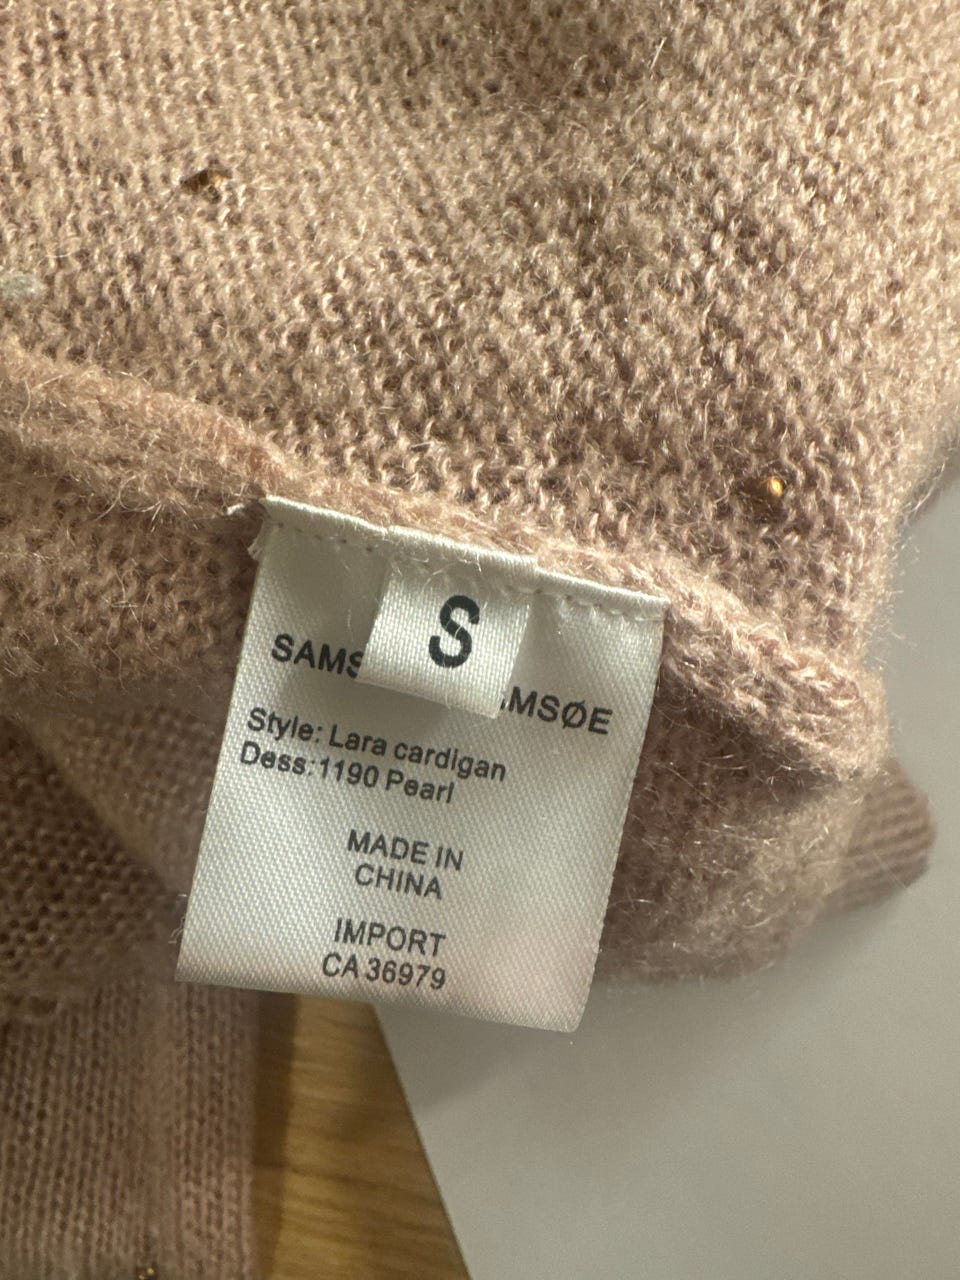 S
SAMS MSØE
Style: Lara cardigan
Dess:1190 Pearl
MADE IN
CHINA
IMPORT
CA 36979